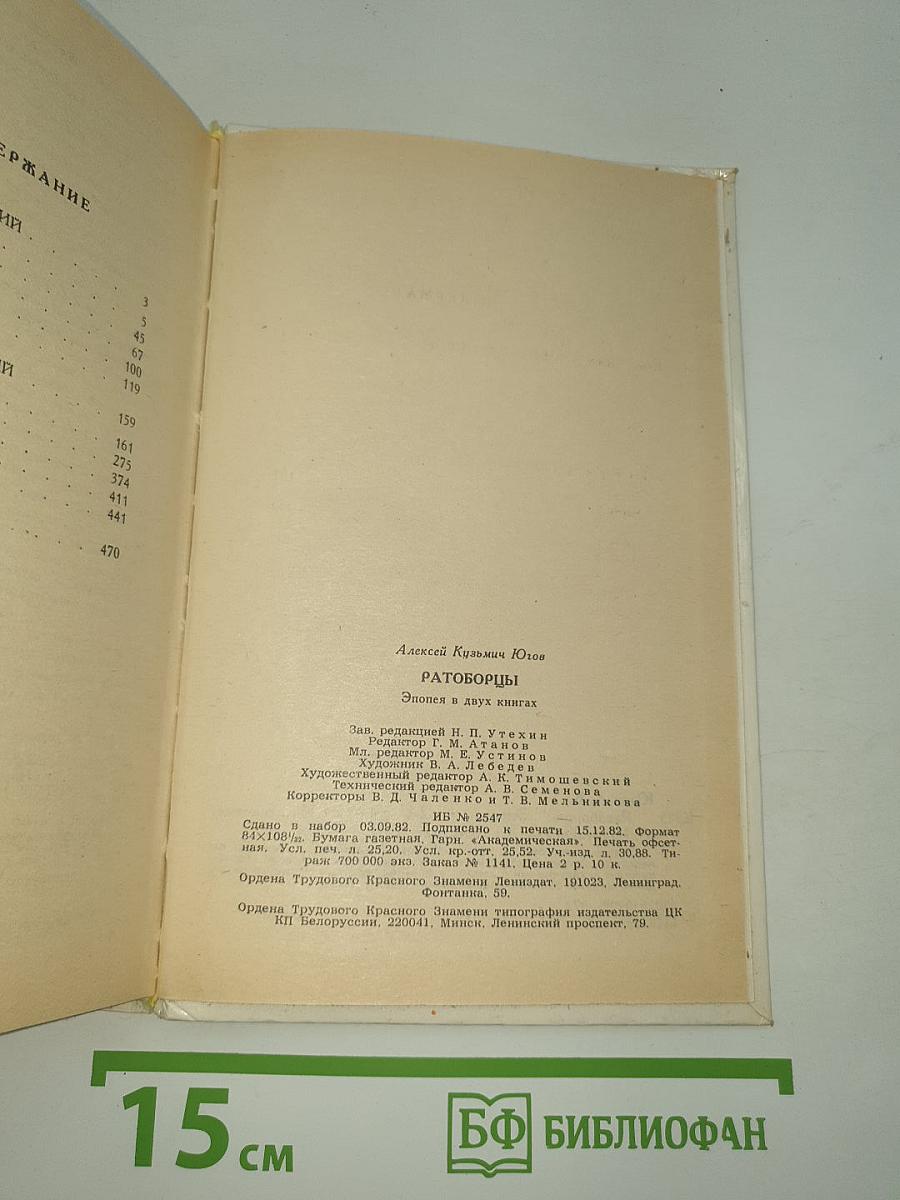 ЕРЖАНИЕ
ИЙ
3
5
45
67
100
119
ИЙ
159
161
275
374
411
441
470
Алексей Кузьмич Югов
РАТОБОРЦЫ
Эпопея в двух книгах
Зав. редакцией Н. П. Утехин
Редактор Г. М. Атанов
Мл. редактор М. Е. Устинов
Художник В. А. Лебедев
Художественный редактор А. К. Тимошевский
Технический редактор А. В. Семенова
Корректоры В. Д. Чаленко и Т. В. Мельникова
ИБ № 2547
Сдано в набор 03.09.82. Подписано к печати 15.12.82. Формат
84×108¹/₃₂. Бумага газетная. Гарн. «Академическая». Печать офсет-
ная. Усл. печ. л. 25,20. Усл. кр.-отт. 25,52. Уч.-изд. л. 30,88. Ти-
раж 700 000 экз. Заказ № 1141. Цена 2 р. 10 к.
Ордена Трудового Красного Знамени Лениздат, 191023, Ленинград,
Фонтанка, 59.
Ордена Трудового Красного Знамени типография издательства ЦК
КП Белоруссии, 220041, Минск, Ленинский проспект, 79.
15 см
БФ БИБЛИОФАН